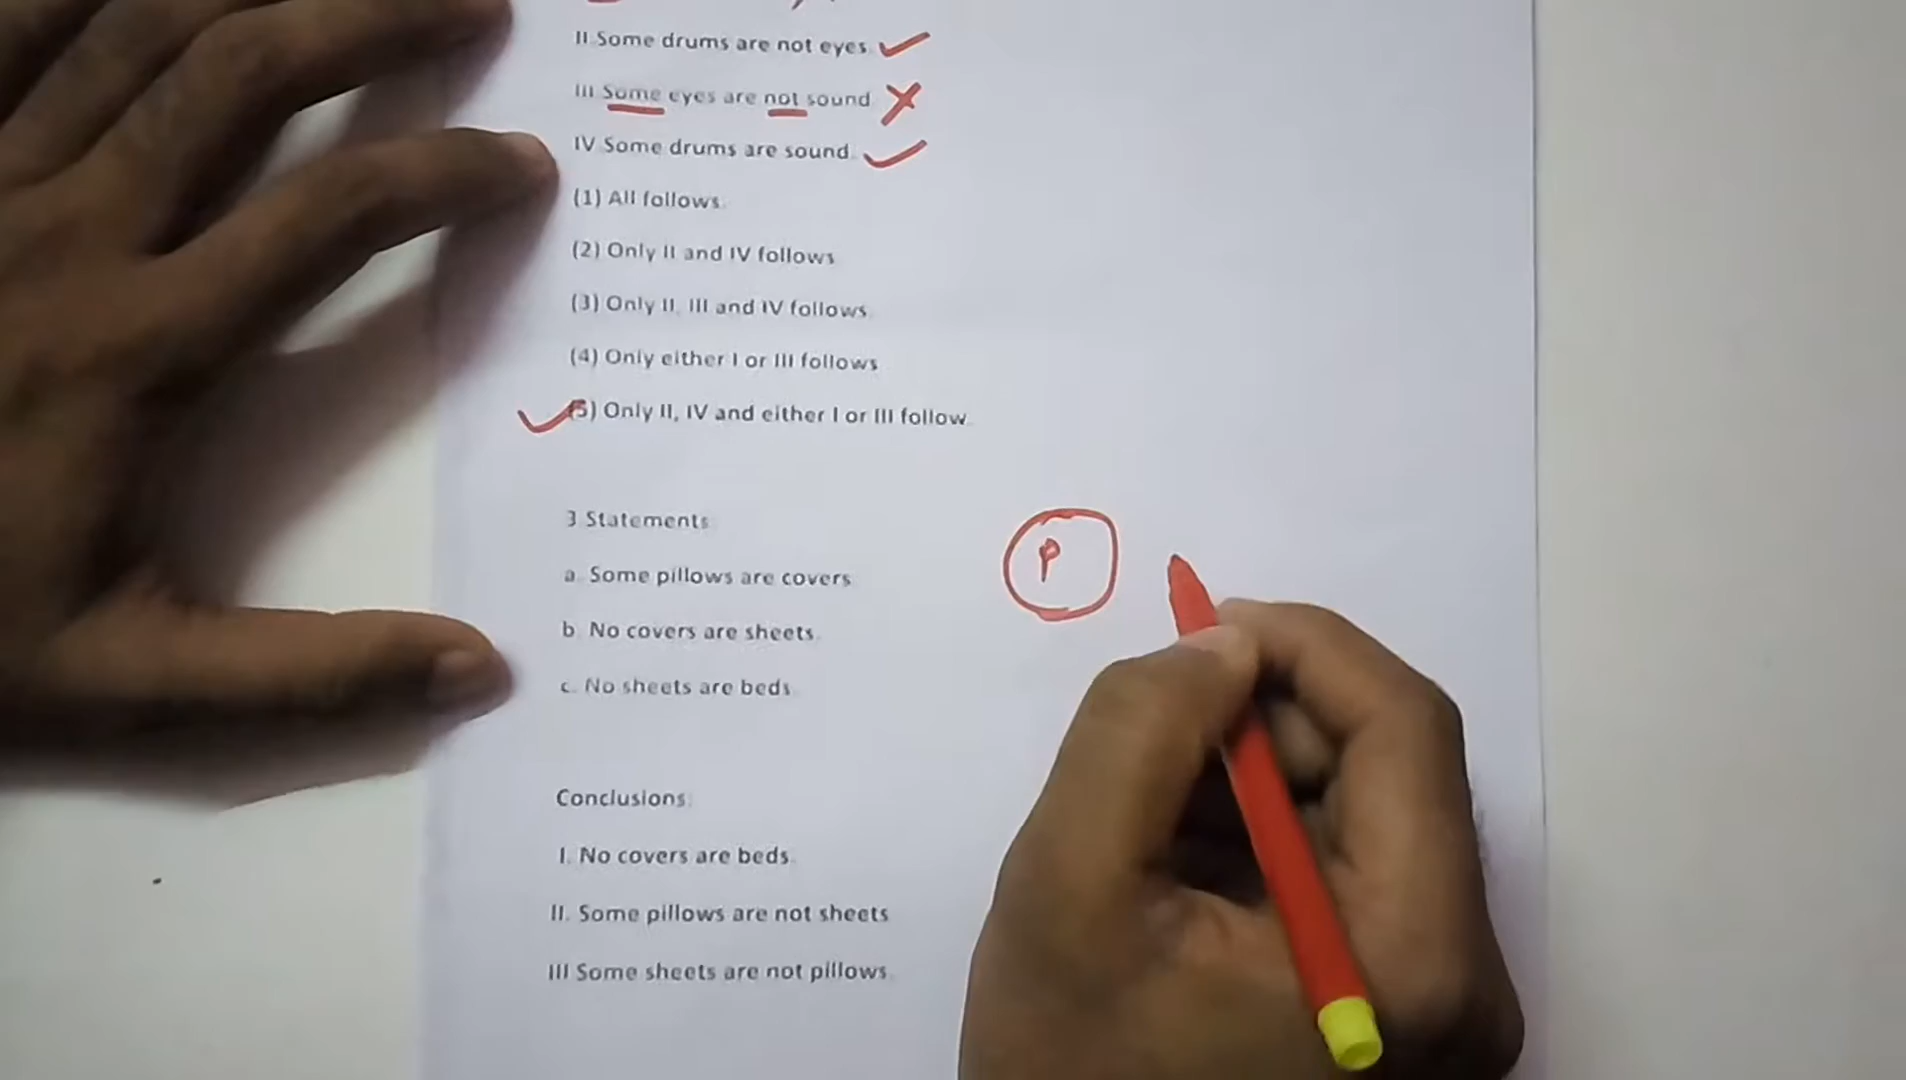 II Some drums are not eyes
III Some eyes are not sound
IV Some drums are sound.
(1) All follows.
(2) Only II and IV follows
(3) Only II, III and IV follows.
(4) Only either I or III follows
(5) Only II, IV and either I or III follow.
3 Statements
P
a. Some pillows are covers
b. No covers are sheets.
c. No sheets are beds.
Conclusions:
I. No covers are beds.
II. Some pillows are not sheets
III Some sheets are not pillows.